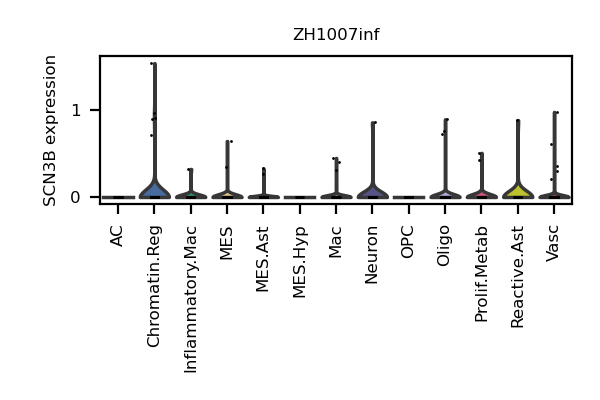 ZH1007inf
SCN3B expression
1
0
AC
Chromatin.Reg
Inflammatory.Mac
MES
MES.Ast
MES.Hyp
Mac
Neuron
OPC
Oligo
Prolif.Metab
Reactive.Ast
Vasc